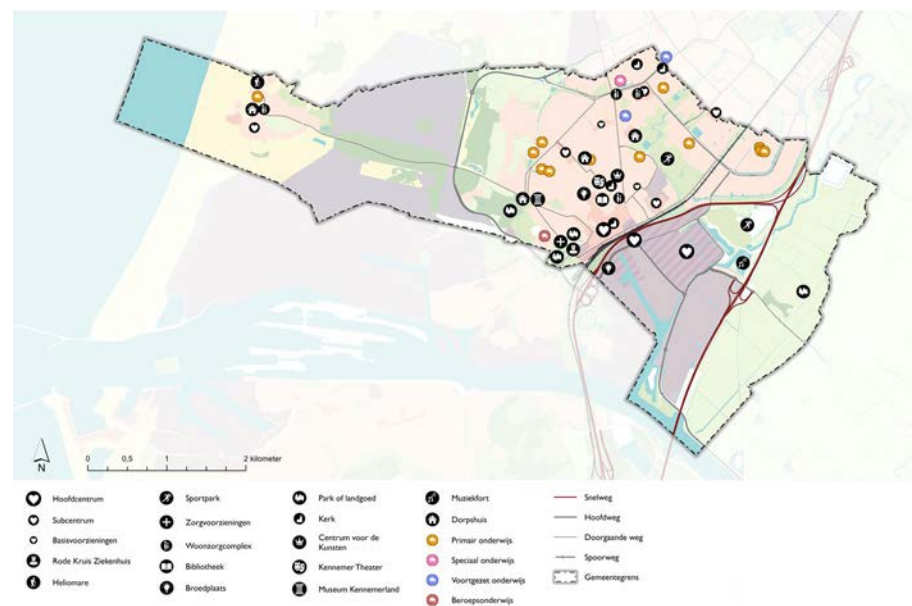 N
0 0,5 1 2 kilometer
Hoofdcentrum
Subcentrum
Basisvoorzieningen
Rode Kruis Ziekenhuis
Heliomare
Sportpark
Zorgvoorzieningen
Woonzorgcomplex
Bibliotheek
Broedplaats
Park of landgoed
Kerk
Centrum voor de
Kunsten
Kennemer Theater
Museum Kennemerland
Muziekfort
Dorpshuis
Primair onderwijs
Speciaal onderwijs
Voortgezet onderwijs
Beroepsonderwijs
Snelweg
Hoofdweg
Doorgaande weg
Spoorweg
Gemeentegrens